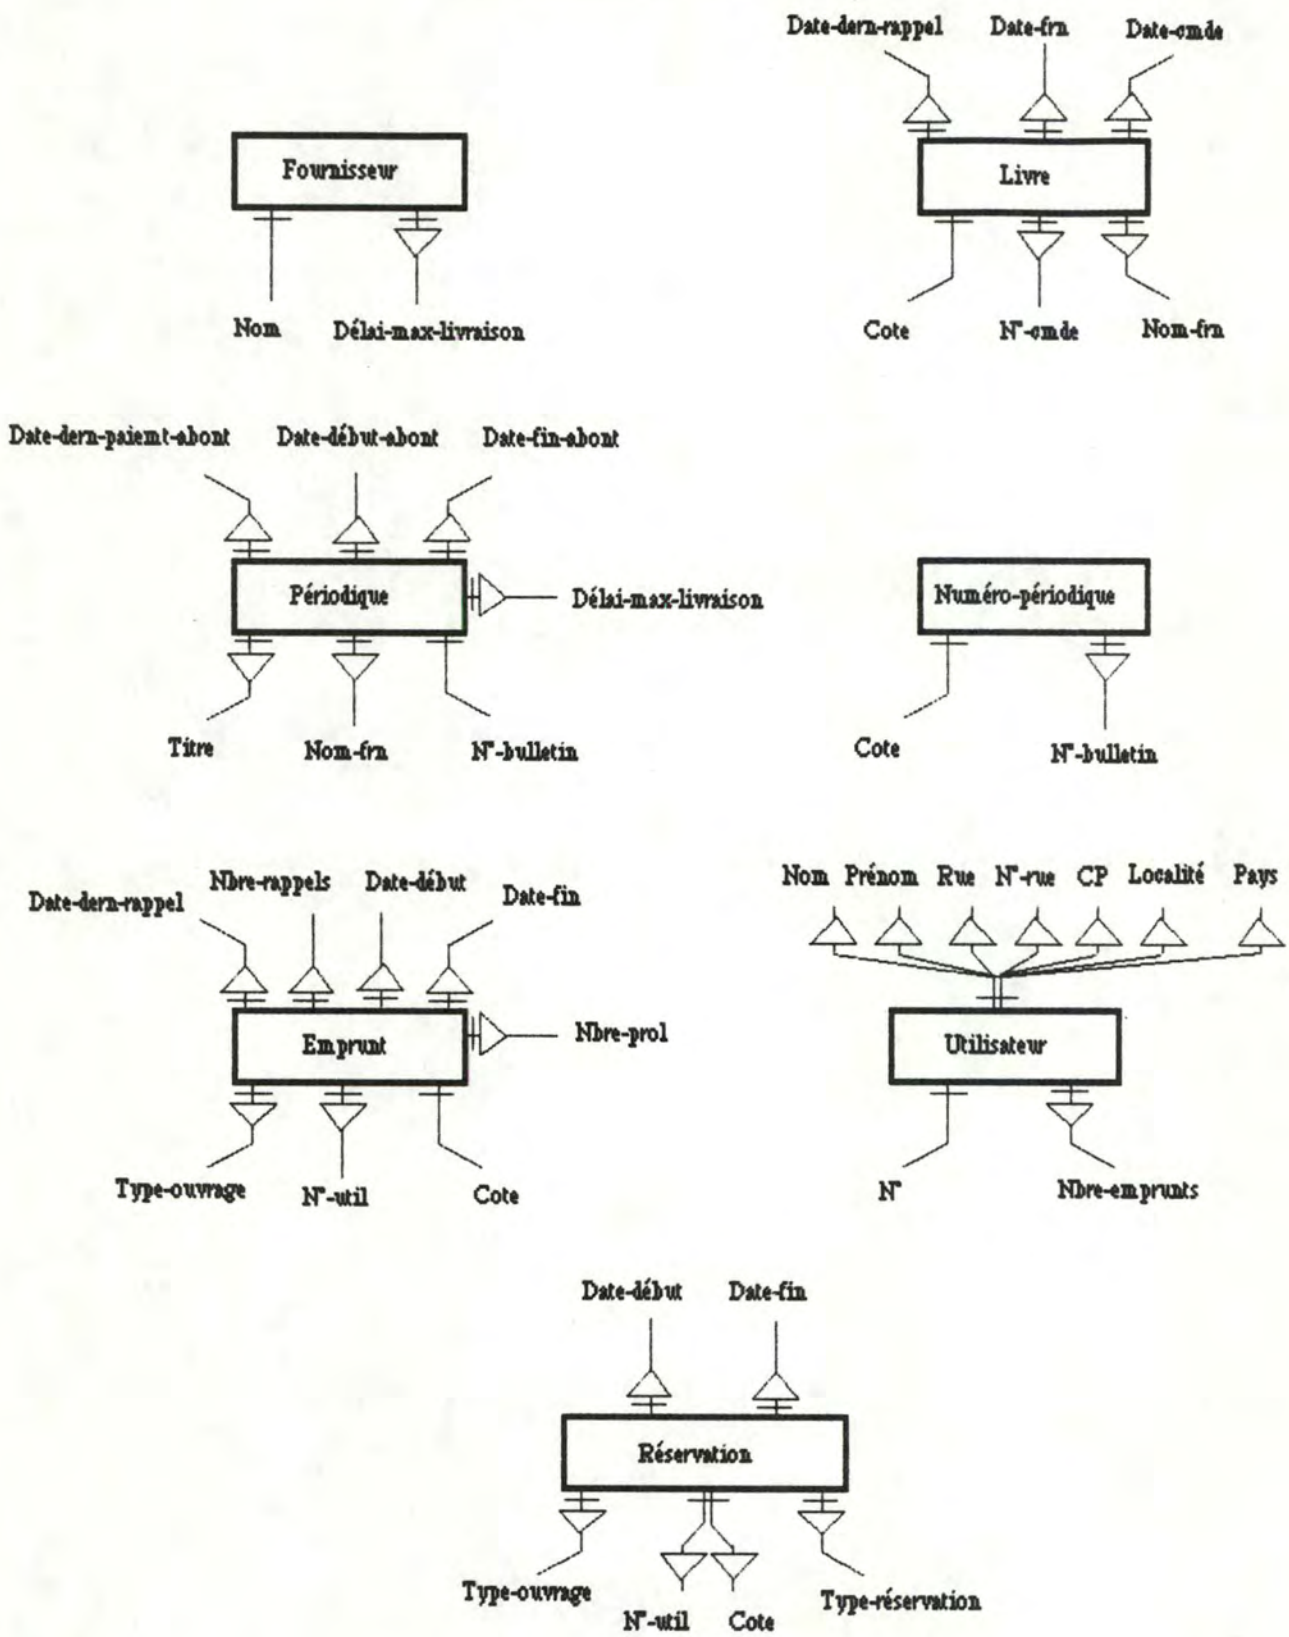 Date-dern-rappel Date-frn Date-cmde
Fournisseur
Livre
Nom Délai-max-livraison
Cote N°-cmde Nom-frn
Date-dern-paiemt-abont Date-début-abont Date-fin-abont
Périodique
Délai-max-livraison
Numéro-périodique
Titre Nom-frn N°-bulletin
Cote N°-bulletin
Nom Prénom Rue N°-rue CP Localité Pays
Date-dern-rappel Nbre-rappels Date-début Date-fin
Emprunt
Nbre-prol
Utilisateur
Type-ouvrage N°-util Cote
N° Nbre-emprunts
Date-début Date-fin
Réservation
Type-ouvrage N°-util Cote Type-réservation